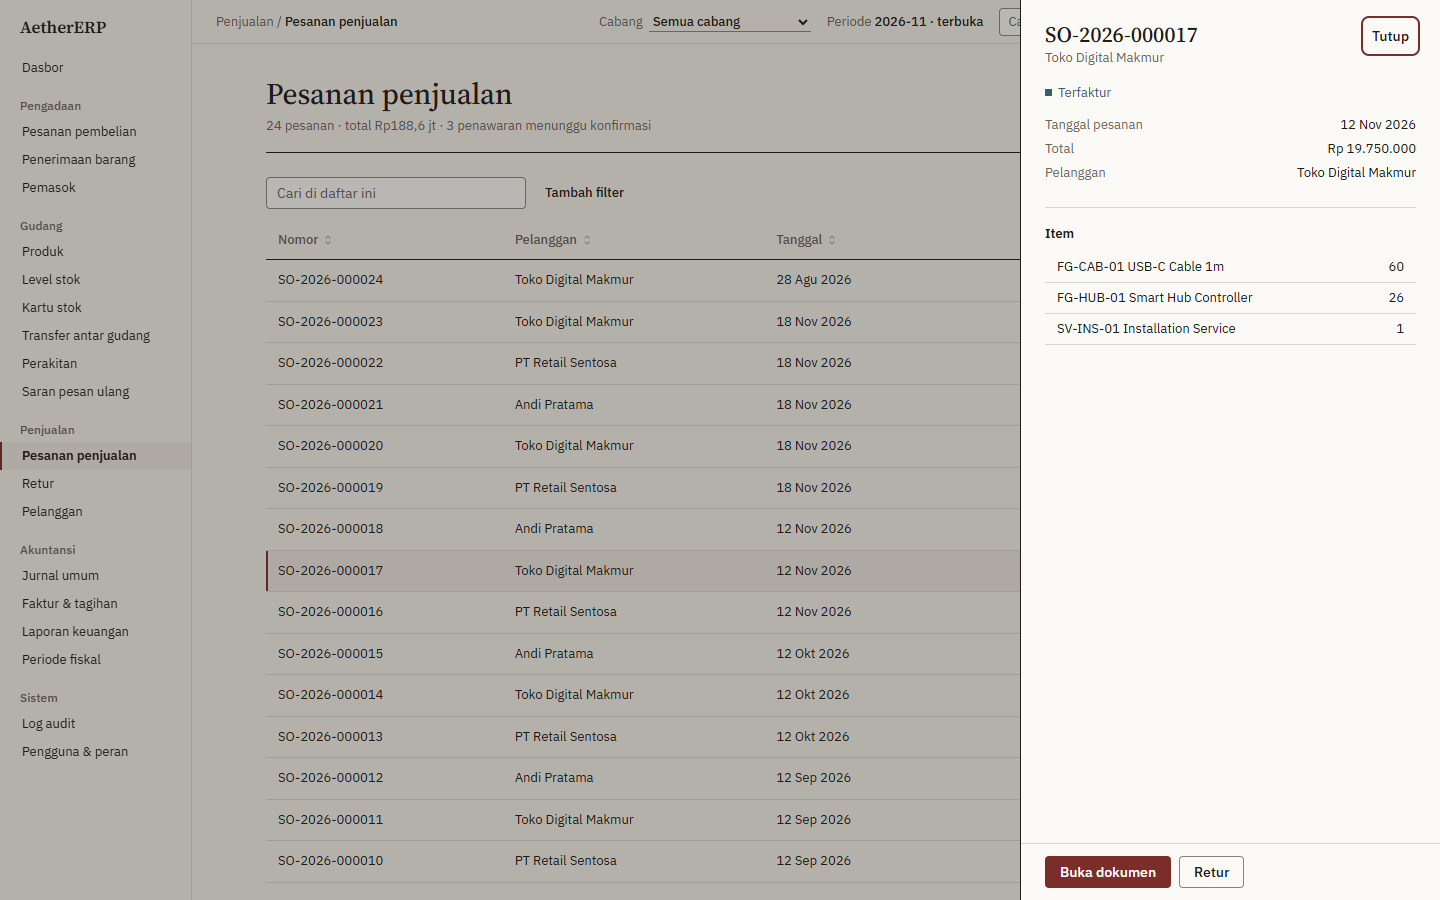 AetherERP
Dasbor
Pengadaan
Pesanan pembelian
Penerimaan barang
Pemasok
Gudang
Produk
Level stok
Kartu stok
Transfer antar gudang
Perakitan
Saran pesan ulang
Penjualan
Pesanan penjualan
Retur
Pelanggan
Akuntansi
Jurnal umum
Faktur & tagihan
Laporan keuangan
Periode fiskal
Sistem
Log audit
Pengguna & peran
Penjualan / Pesanan penjualan
Cabang Semua cabang Periode 2026-11 · terbuka Ca
Pesanan penjualan
24 pesanan · total Rp188,6 jt · 3 penawaran menunggu konfirmasi
Cari di daftar ini Tambah filter
Nomor Pelanggan Tanggal
SO-2026-000024 Toko Digital Makmur 28 Agu 2026
SO-2026-000023 Toko Digital Makmur 18 Nov 2026
SO-2026-000022 PT Retail Sentosa 18 Nov 2026
SO-2026-000021 Andi Pratama 18 Nov 2026
SO-2026-000020 Toko Digital Makmur 18 Nov 2026
SO-2026-000019 PT Retail Sentosa 18 Nov 2026
SO-2026-000018 Andi Pratama 12 Nov 2026
SO-2026-000017 Toko Digital Makmur 12 Nov 2026
SO-2026-000016 PT Retail Sentosa 12 Nov 2026
SO-2026-000015 Andi Pratama 12 Okt 2026
SO-2026-000014 Toko Digital Makmur 12 Okt 2026
SO-2026-000013 PT Retail Sentosa 12 Okt 2026
SO-2026-000012 Andi Pratama 12 Sep 2026
SO-2026-000011 Toko Digital Makmur 12 Sep 2026
SO-2026-000010 PT Retail Sentosa 12 Sep 2026
SO-2026-000017 Tutup
Toko Digital Makmur
Terfaktur
Tanggal pesanan 12 Nov 2026
Total Rp 19.750.000
Pelanggan Toko Digital Makmur
Item
FG-CAB-01 USB-C Cable 1m 60
FG-HUB-01 Smart Hub Controller 26
SV-INS-01 Installation Service 1
Buka dokumen Retur